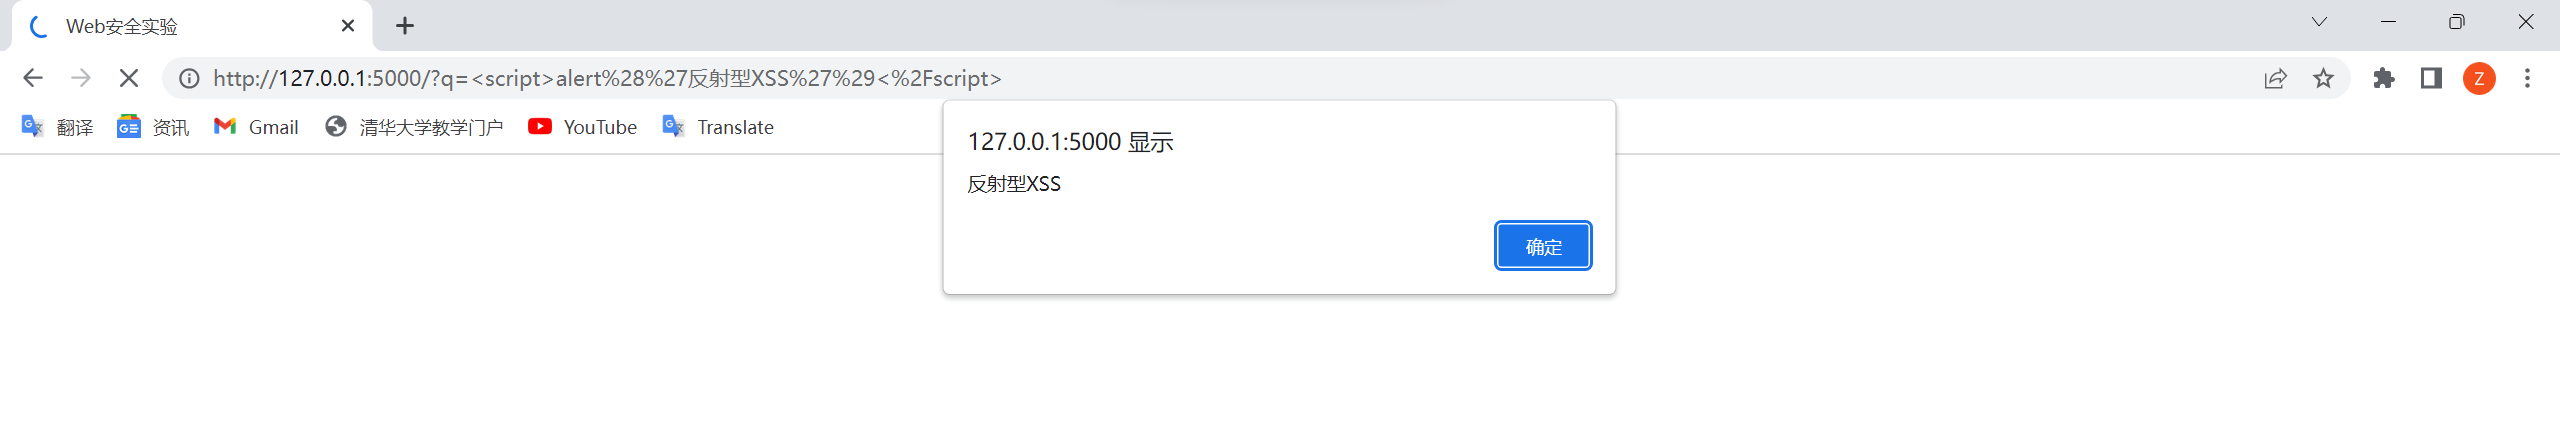 Web安全实验
http://127.0.0.1:5000/?q=<script>alert%28%27反射型XSS%27%29<%2Fscript>
Z
翻译 资讯 Gmail 清华大学教学门户 YouTube Translate
127.0.0.1:5000 显示
反射型XSS
确定